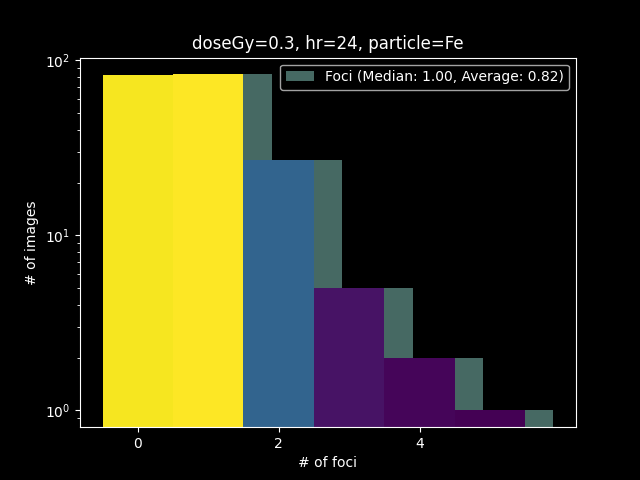 doseGy=0.3, hr=24, particle=Fe
Foci (Median: 1.00, Average: 0.82)
10²
10¹
10⁰
# of images
0 2 4
# of foci